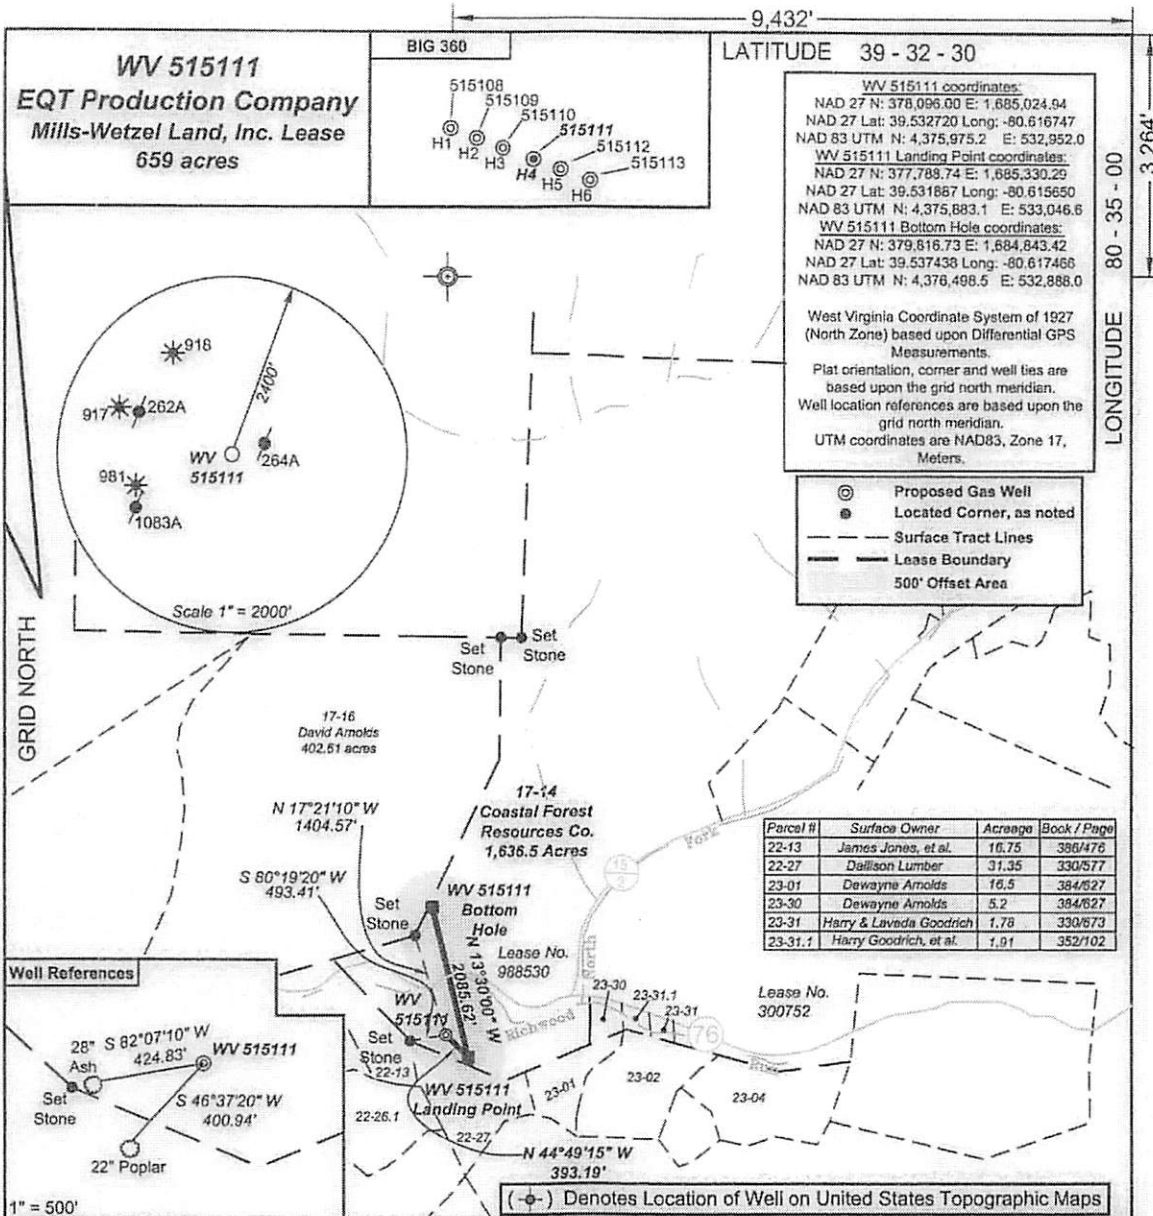 9,432'
3,264'
WV 515111
EQT Production Company
Mills-Wetzel Land, Inc. Lease
659 acres
BIG 360
515108
515109
515110
515111
515112
515113
H1
H2
H3
H4
H5
H6
LATITUDE 39 - 32 - 30
LONGITUDE 80 - 35 - 00
WV 515111 coordinates:
NAD 27 N: 378,096.00 E: 1,685,024.94
NAD 27 Lat: 39.532720 Long: -80.616747
NAD 83 UTM N: 4,375,975.2 E: 532,952.0
WV 515111 Landing Point coordinates:
NAD 27 N: 377,788.74 E: 1,685,330.29
NAD 27 Lat: 39.531887 Long: -80.615650
NAD 83 UTM N: 4,375,883.1 E: 533,046.6
WV 515111 Bottom Hole coordinates:
NAD 27 N: 379,816.73 E: 1,684,843.42
NAD 27 Lat: 39.537438 Long: -80.617466
NAD 83 UTM N: 4,376,498.5 E: 532,888.0
West Virginia Coordinate System of 1927
(North Zone) based upon Differential GPS
Measurements.
Plat orientation, corner and well ties are
based upon the grid north meridian.
Well location references are based upon the
grid north meridian.
UTM coordinates are NAD83, Zone 17,
Meters.
Proposed Gas Well
Located Corner, as noted
Surface Tract Lines
Lease Boundary
500' Offset Area
918
917
262A
2400'
264A
WV
515111
981
1083A
Scale 1" = 2000'
GRID NORTH
Set
Stone
Set
Stone
17-16
David Arnolds
402.61 acres
N 17°21'10" W
1404.57'
S 80°19'20" W
493.41'
17-14
Coastal Forest
Resources Co.
1,636.5 Acres
Fork
15
2
North
Set
Stone
WV 515111
Bottom
Hole
Lease No.
988530
N 13°30'00" W
2085.62'
Parcel # Surface Owner Acreage Book / Page
22-13 James Jones, et al. 16.75 386/476
22-27 Dallison Lumber 31.35 330/577
23-01 Dewayne Arnolds 16.5 384/627
23-30 Dewayne Arnolds 5.2 384/627
23-31 Harry & Laveda Goodrich 1.78 330/673
23-31.1 Harry Goodrich, et al. 1.91 352/102
WV
515111
Set
Stone
Richwood
23-30
23-31.1
23-31
76
Run
Lease No.
300752
22-13
WV 515111
Landing Point
22-26.1
22-27
23-01
23-02
23-04
N 44°49'15" W
393.19'
Well References
28"
Ash
S 82°07'10" W
424.83'
WV 515111
Set
Stone
S 46°37'20" W
400.94'
22" Poplar
1" = 500'
(-●-) Denotes Location of Well on United States Topographic Maps